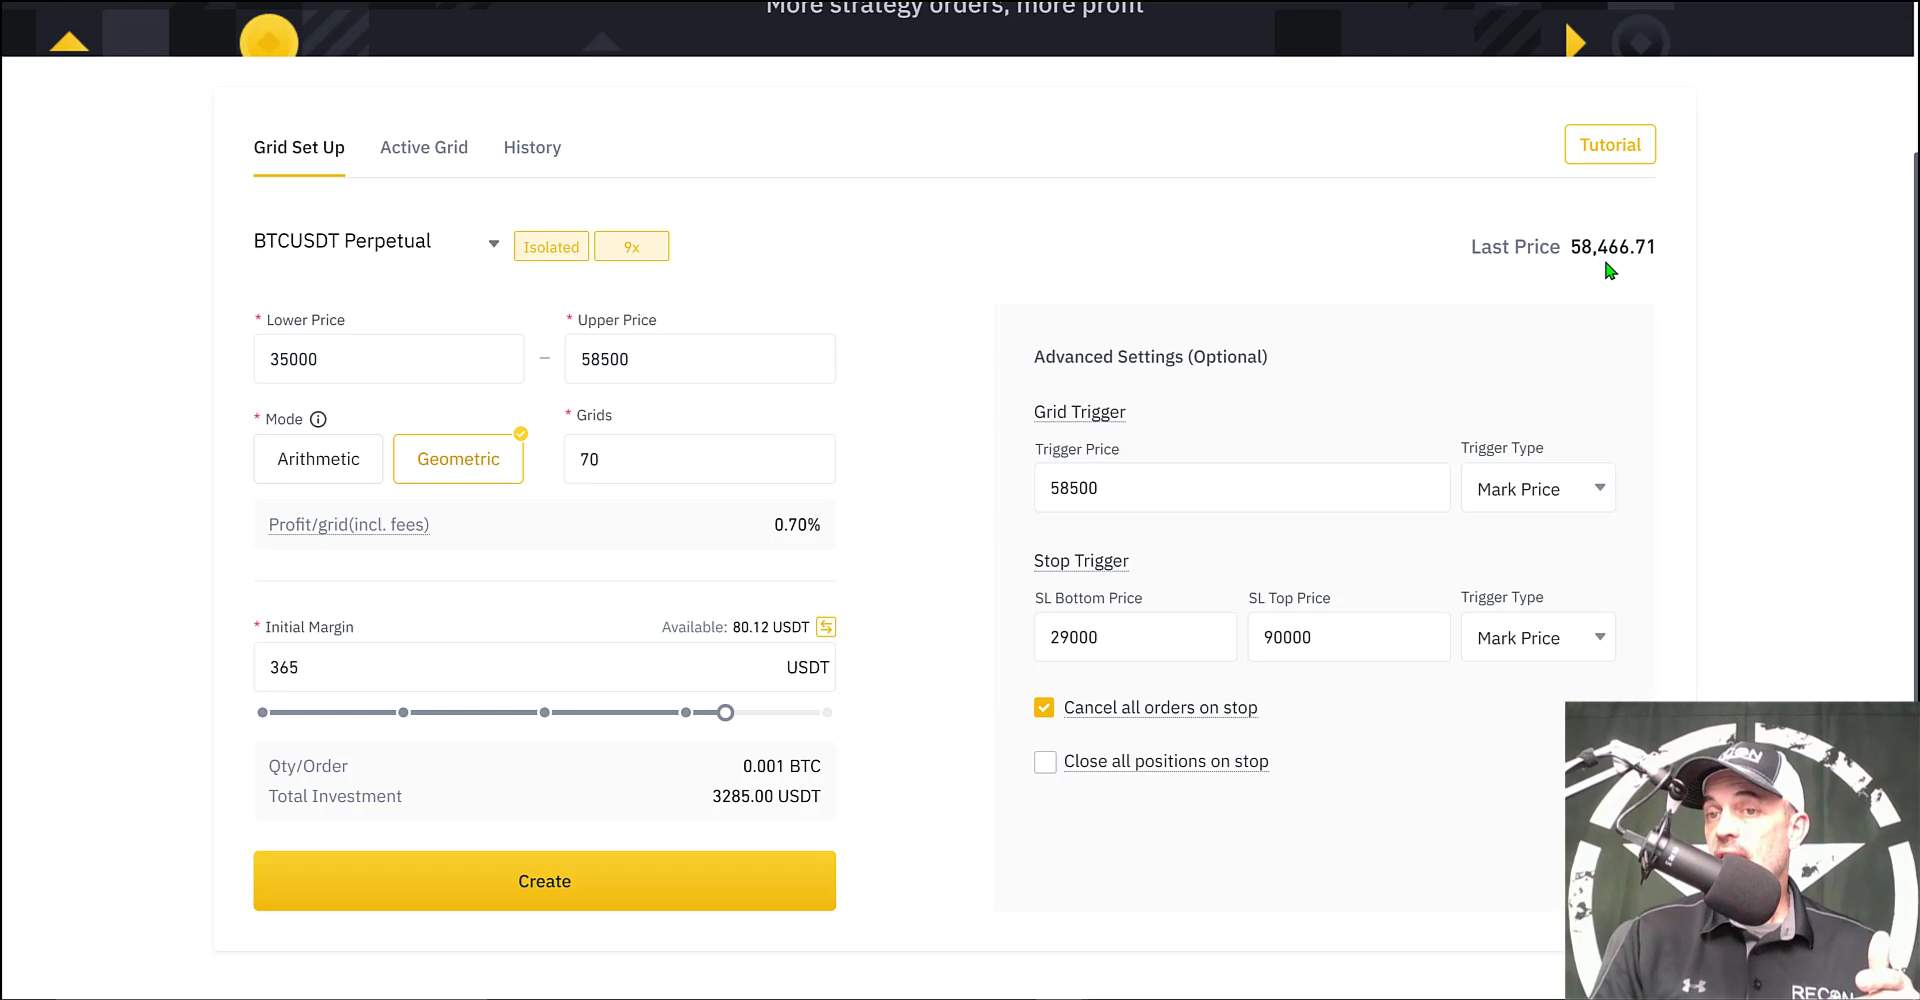 More strategy orders, more profit
Grid Set Up Active Grid History
Tutorial
BTCUSDT Perpetual Isolated 9x
Last Price 58,466.71
* Lower Price * Upper Price
35000 – 58500
* Mode * Grids
Arithmetic Geometric 70
Profit/grid(incl. fees) 0.70%
* Initial Margin Available: 80.12 USDT
365 USDT
Qty/Order 0.001 BTC
Total Investment 3285.00 USDT
Create
Advanced Settings (Optional)
Grid Trigger
Trigger Price Trigger Type
58500 Mark Price
Stop Trigger
SL Bottom Price SL Top Price Trigger Type
29000 90000 Mark Price
Cancel all orders on stop
Close all positions on stop
RECON